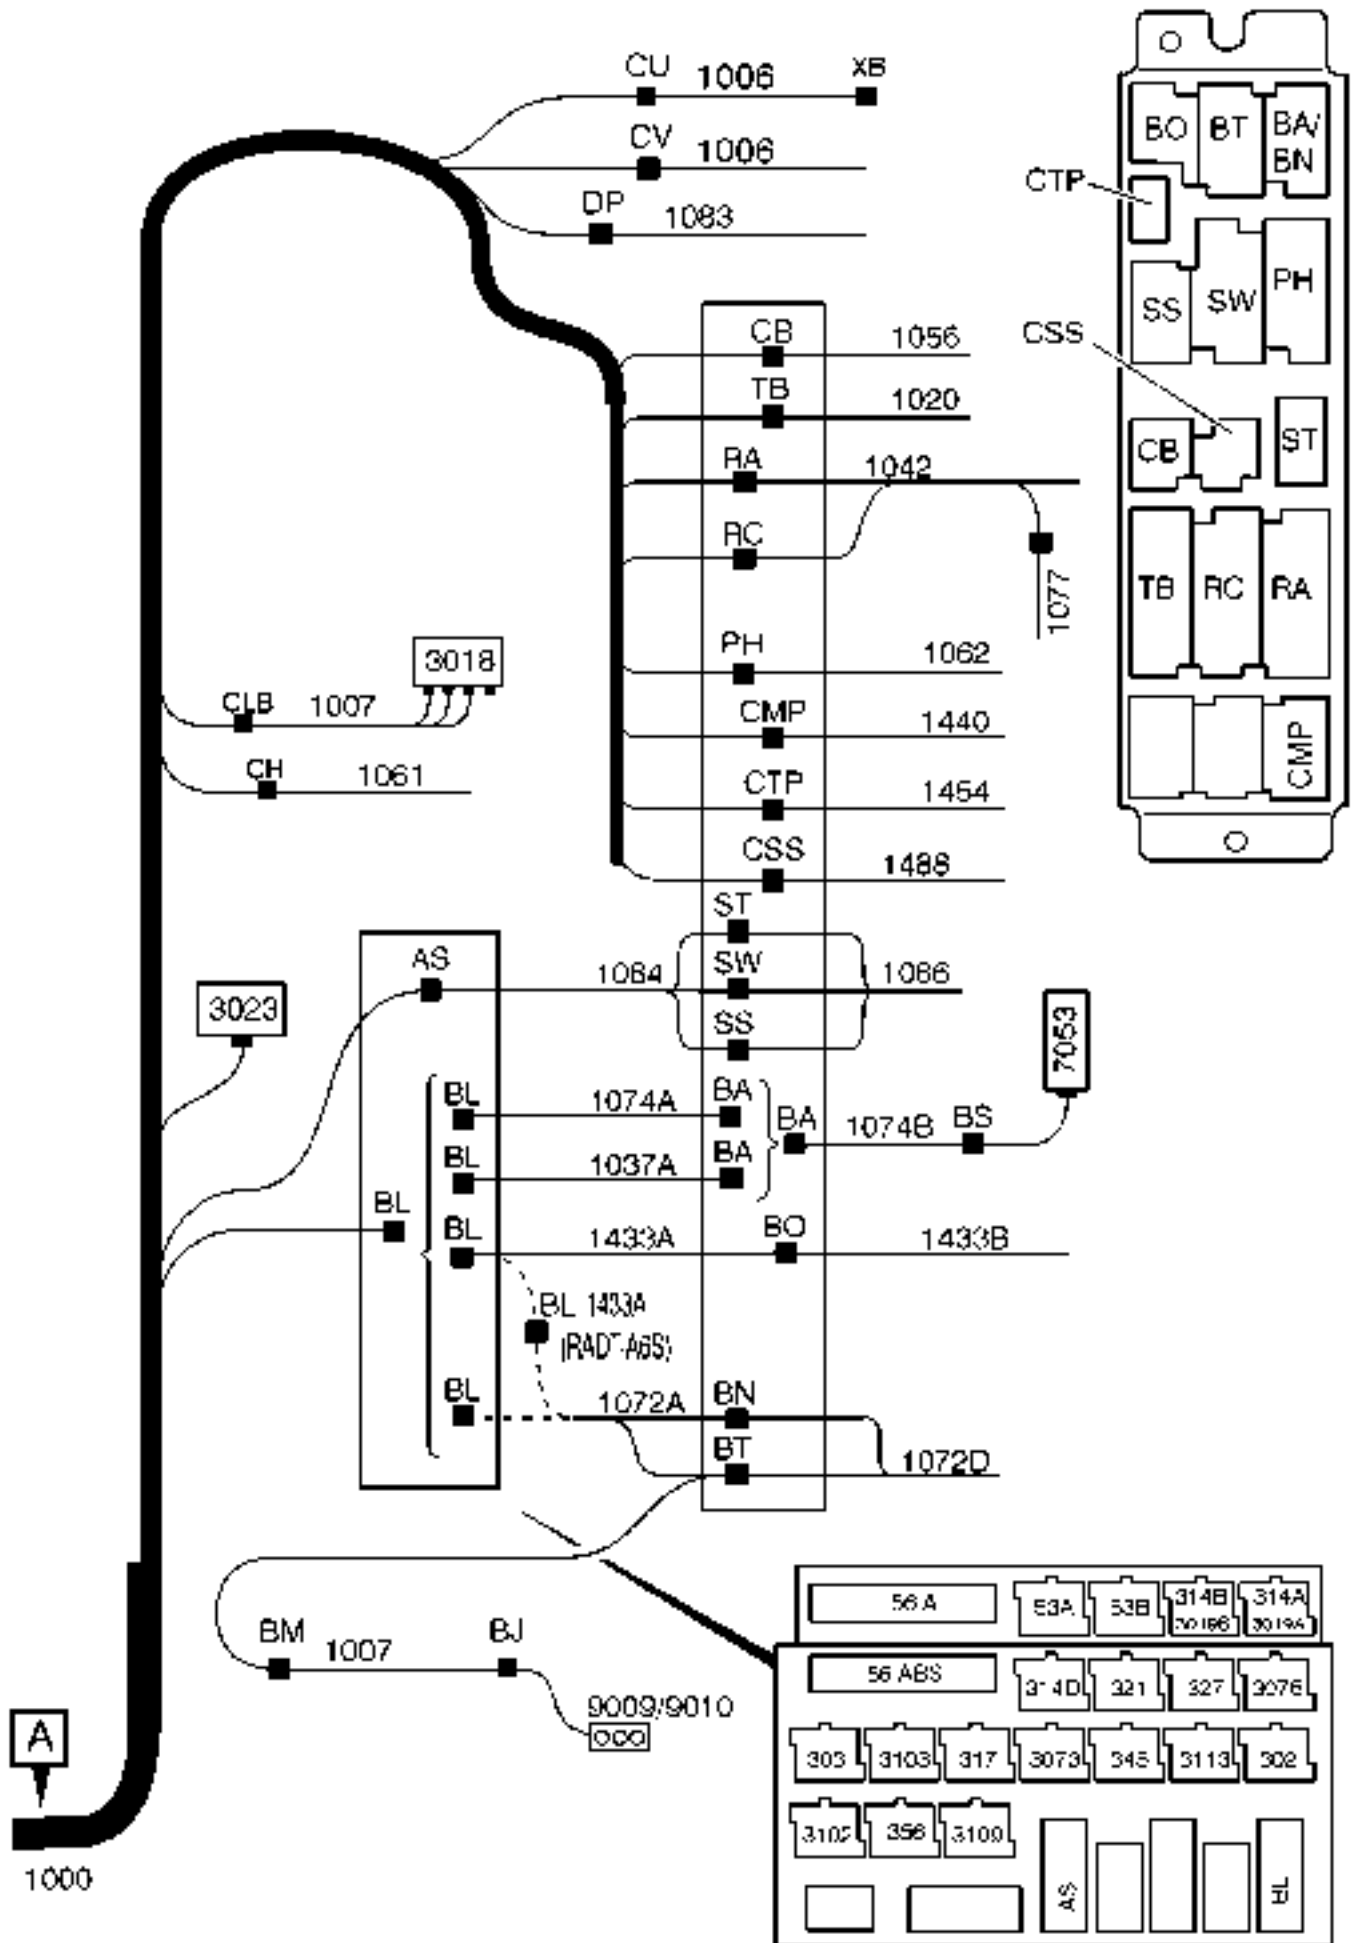 CU 1006 XB
CV 1006
DP 1083
CB 1056
TB 1020
RA 1042
RC
1077
PH 1062
CMP 1440
CTP 1454
CSS 1488
3018
CLB 1007
CH 1061
3023
AS 1084
ST
SW 1086
SS
BL
BL 1074A BA
BL 1037A BA
BA 1074B BS
7053
BL 1433A BO 1433B
BL 1433A
BL 1072A BN
BT 1072D
BM 1007 BJ
9009/9010
A
1000
BO BT BA/
BN
CTP
SS SW PH
CSS
CB ST
TB RC RA
CMP
56 A 53A 53B 314B 314A
3019B 3019A
56 ABS 314D 321 327 3076
303 3103 317 3073 345 3113 302
3102 356 3100
AS BL